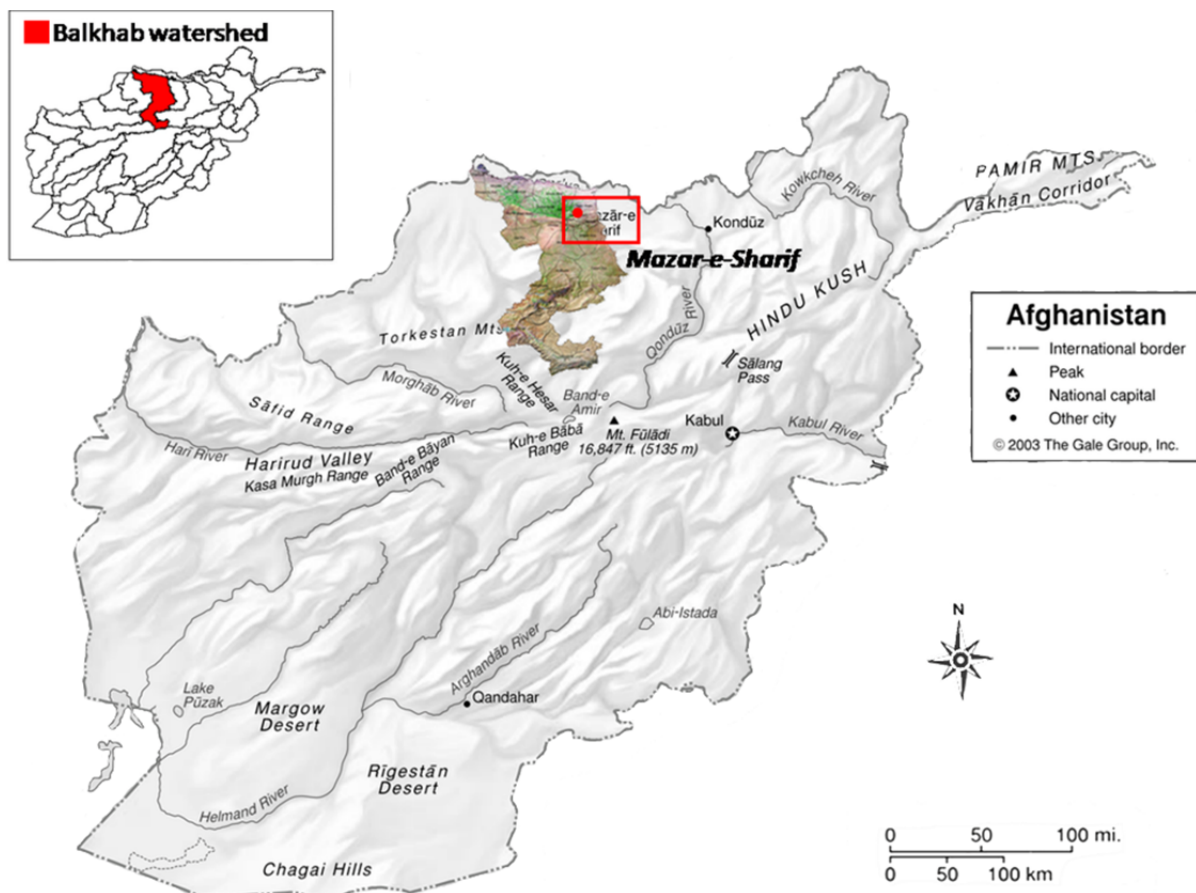 Balkhab watershed
PAMIR MTS.
Vākhān Corridor
Kowkcheh River
Kondūz
Mazar-e-Sharif
HINDU KUSH
Qondūz River
Torkestan Mts.
Sālang
Pass
Morghāb River
Kuh-e Hesar
Range
Band-e
Amir
Sāfid Range
Kabul
Kabul River
Mt. Fūlādi
16,847 ft. (5135 m)
Kuh-e Bābā
Range
Hari River
Harirud Valley
Kasa Murgh Range
Band-e Bāyan
Range
Afghanistan
International border
Peak
National capital
Other city
© 2003 The Gale Group, Inc.
Abi-Istada
N
Arghandāb River
Qandahar
Lake
Pūzak
Margow
Desert
Rīgestān
Desert
Helmand River
Chagai Hills
0 50 100 mi.
0 50 100 km